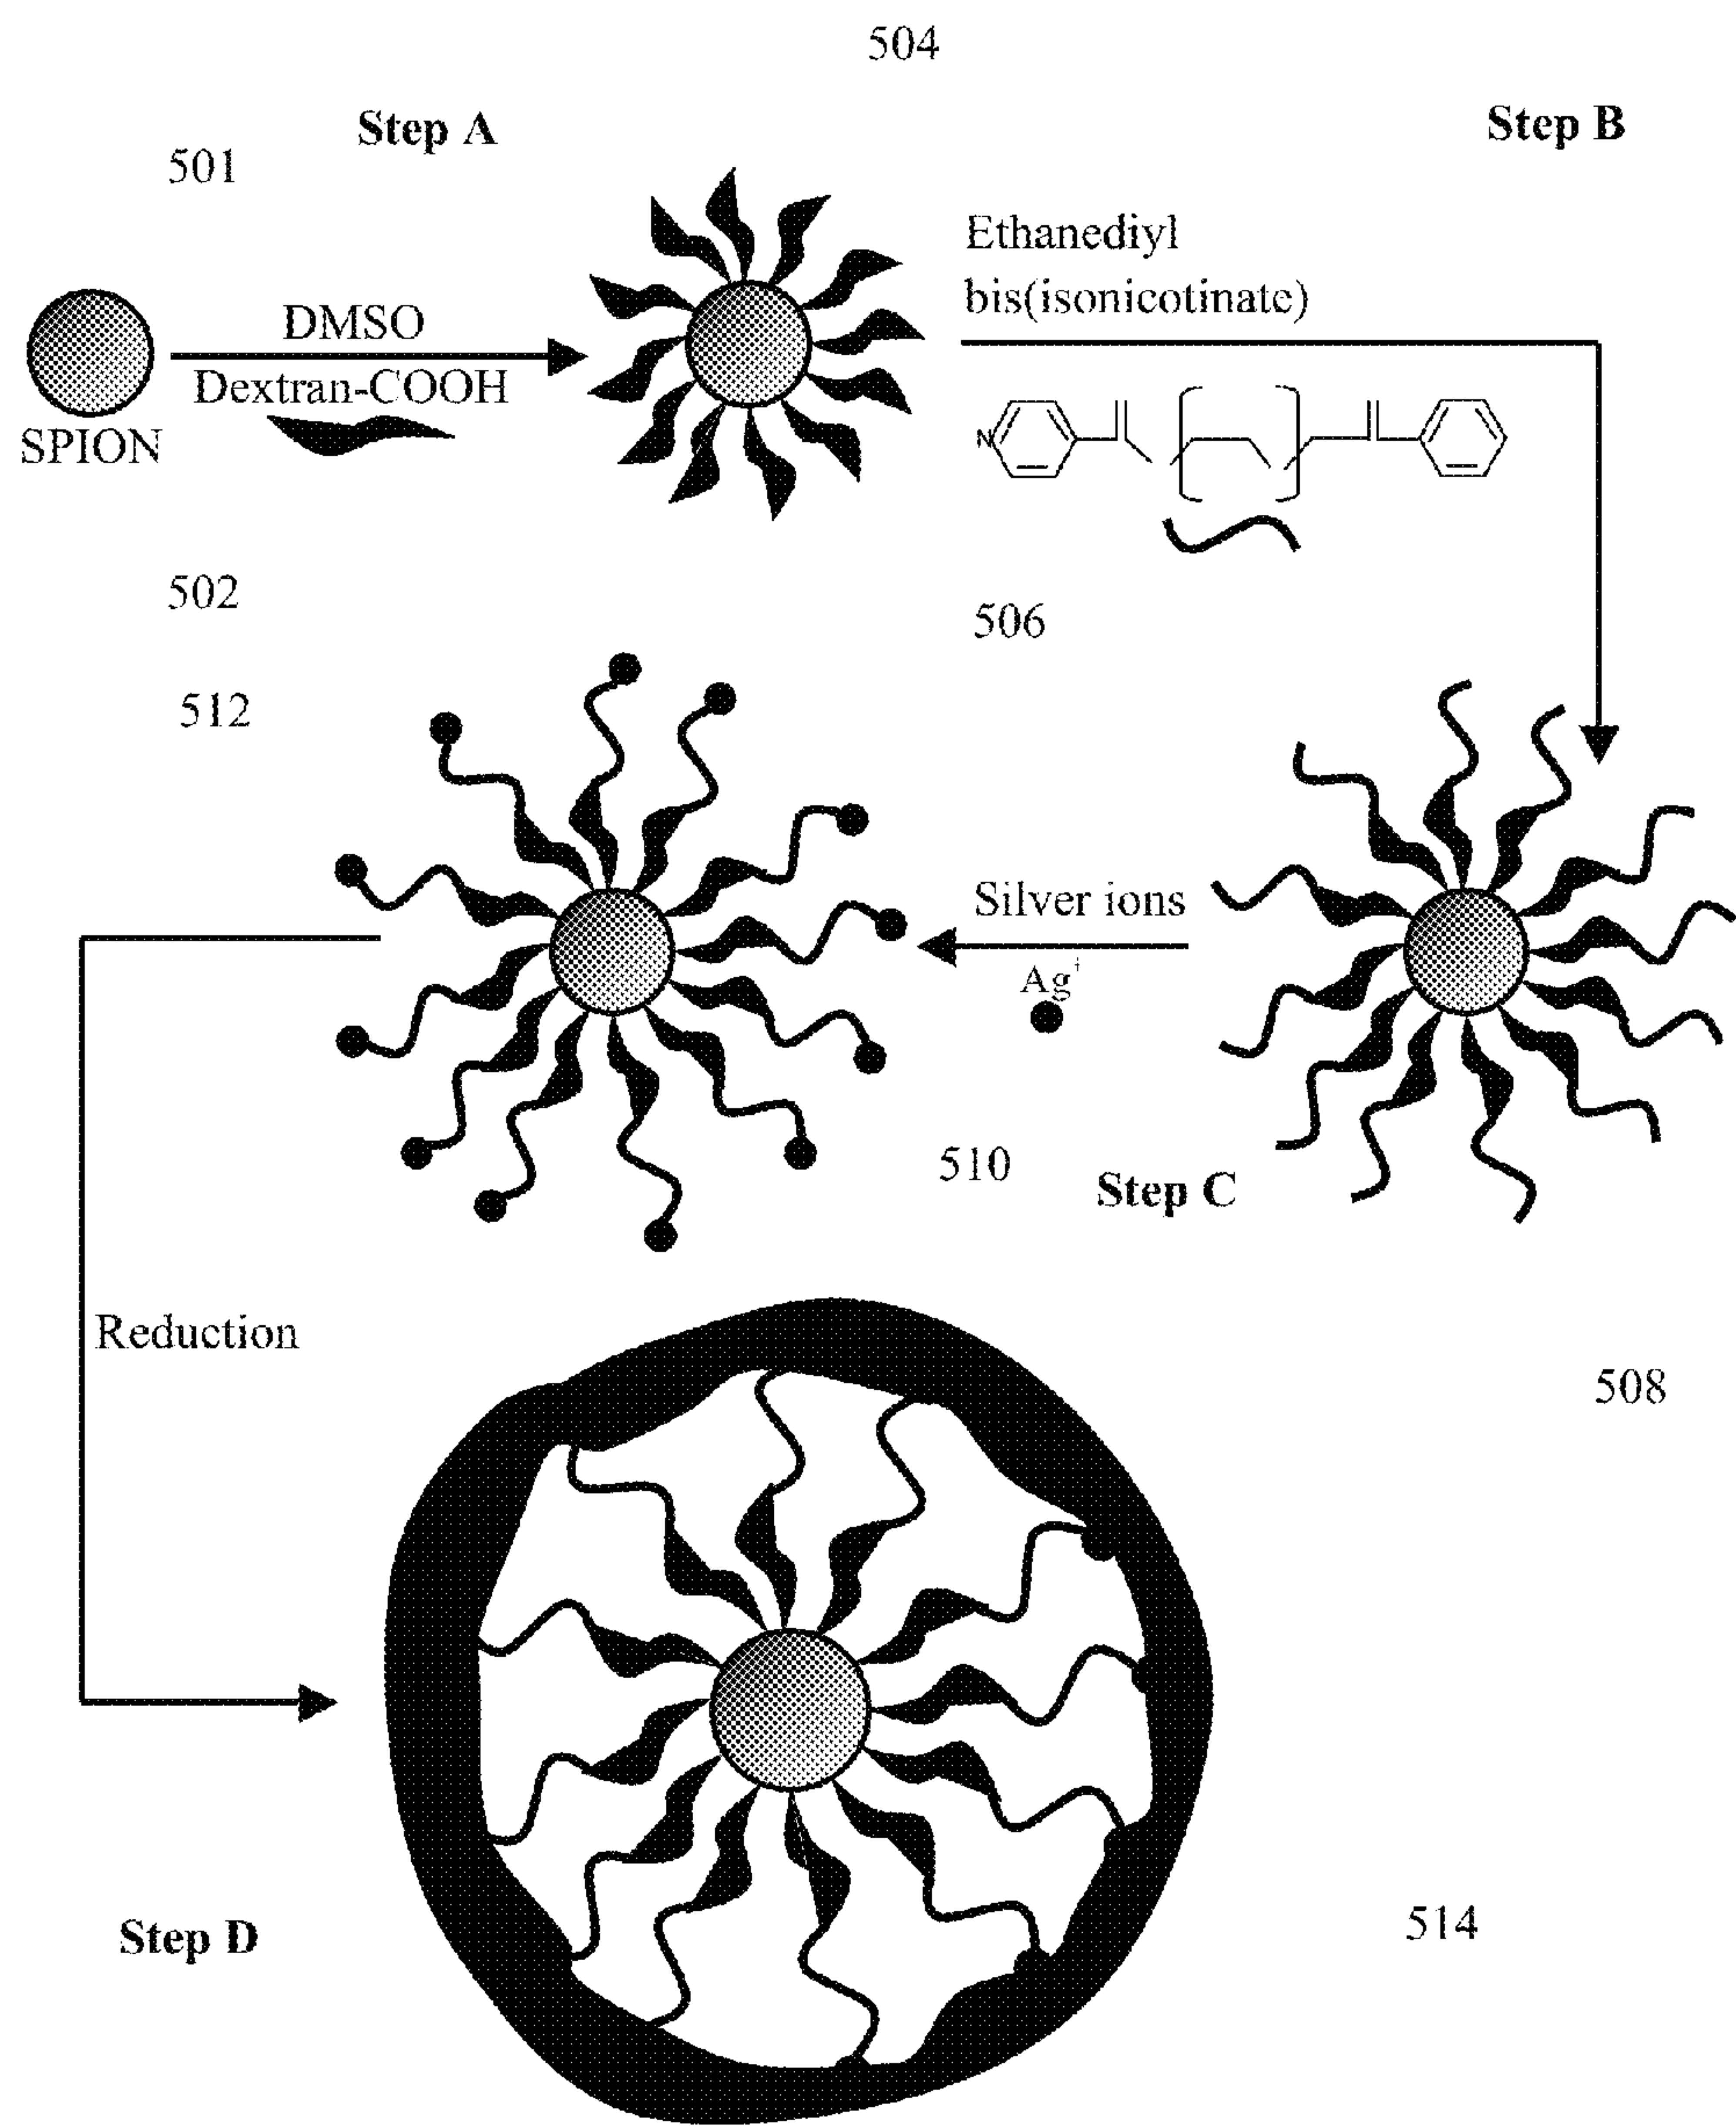 504
Step A
Step B
501
Ethanediyl
bis(isonicotinate)
DMSO
Dextran-COOH
SPION
N
502
506
512
Silver ions
Ag+
510
Step C
Reduction
508
514
Step D